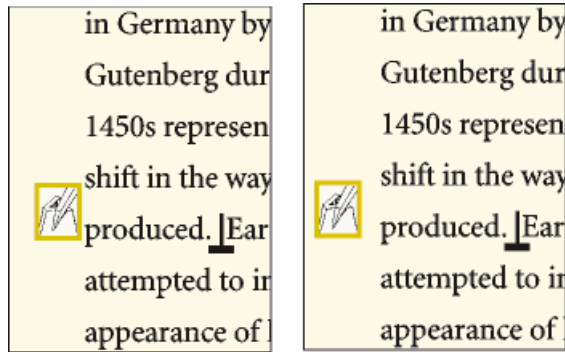 in Germany by
Gutenberg dur
1450s represen
shift in the way
produced. Ear
attempted to in
appearance of
in Germany by
Gutenberg dur
1450s represen
shift in the way
produced. Ear
attempted to in
appearance of